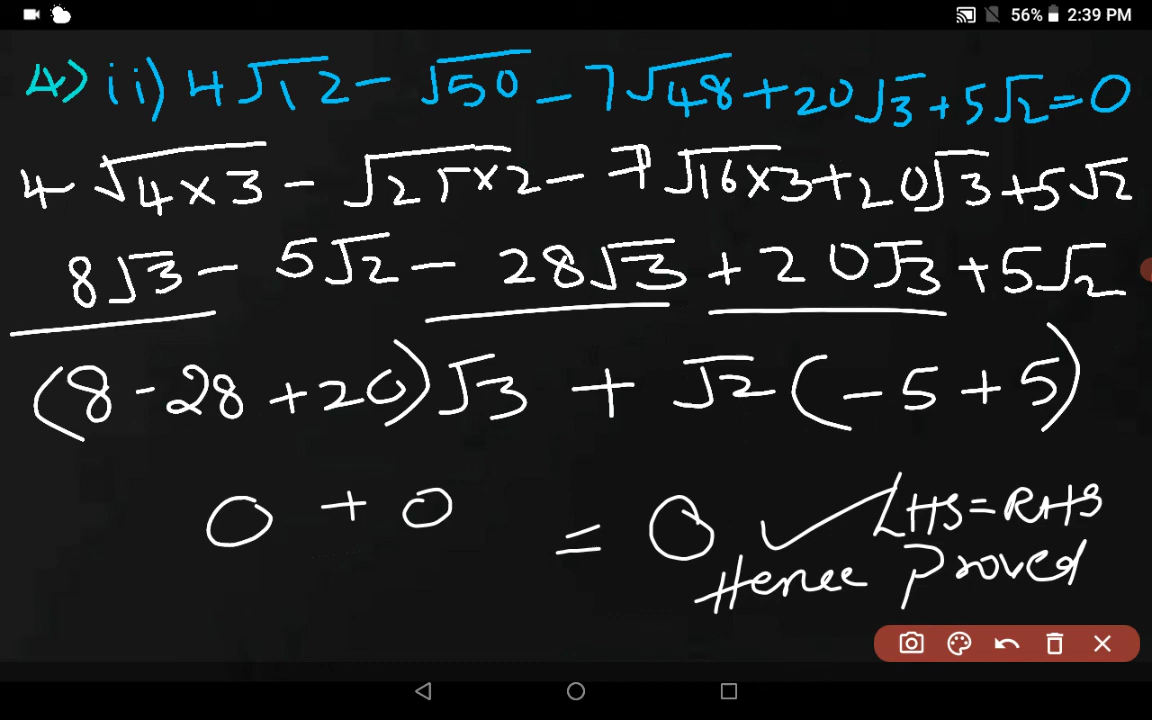 56% 2:39 PM
4) ii) 4√12 - √50 - 7√48 + 20√3 + 5√2 = 0
4√4×3 - √25×2 - 7√16×3 + 20√3 + 5√2
8√3 - 5√2 - 28√3 + 20√3 + 5√2
(8 - 28 + 20)√3 + √2(-5 + 5)
0 + 0 = 0 ✓ LHS = RHS
Hence Proved